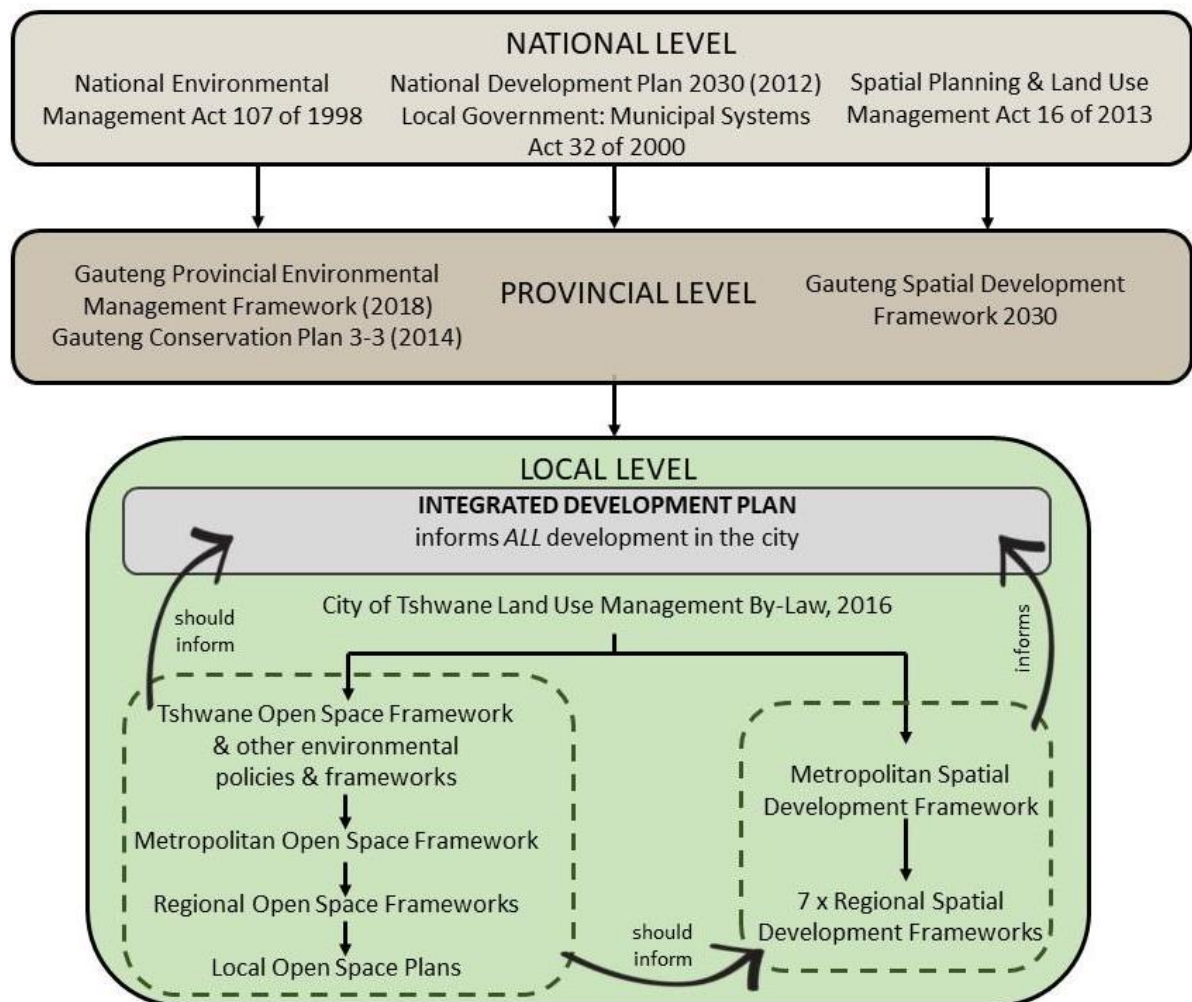 NATIONAL LEVEL
National Environmental
Management Act 107 of 1998
National Development Plan 2030 (2012)
Local Government: Municipal Systems
Act 32 of 2000
Spatial Planning & Land Use
Management Act 16 of 2013
Gauteng Provincial Environmental
Management Framework (2018)
Gauteng Conservation Plan 3-3 (2014)
PROVINCIAL LEVEL
Gauteng Spatial Development
Framework 2030
LOCAL LEVEL
INTEGRATED DEVELOPMENT PLAN
informs ALL development in the city
City of Tshwane Land Use Management By-Law, 2016
should
inform
informs
Tshwane Open Space Framework
& other environmental
policies & frameworks
Metropolitan Open Space Framework
Regional Open Space Frameworks
Local Open Space Plans
should
inform
Metropolitan Spatial
Development Framework
7 x Regional Spatial
Development Frameworks